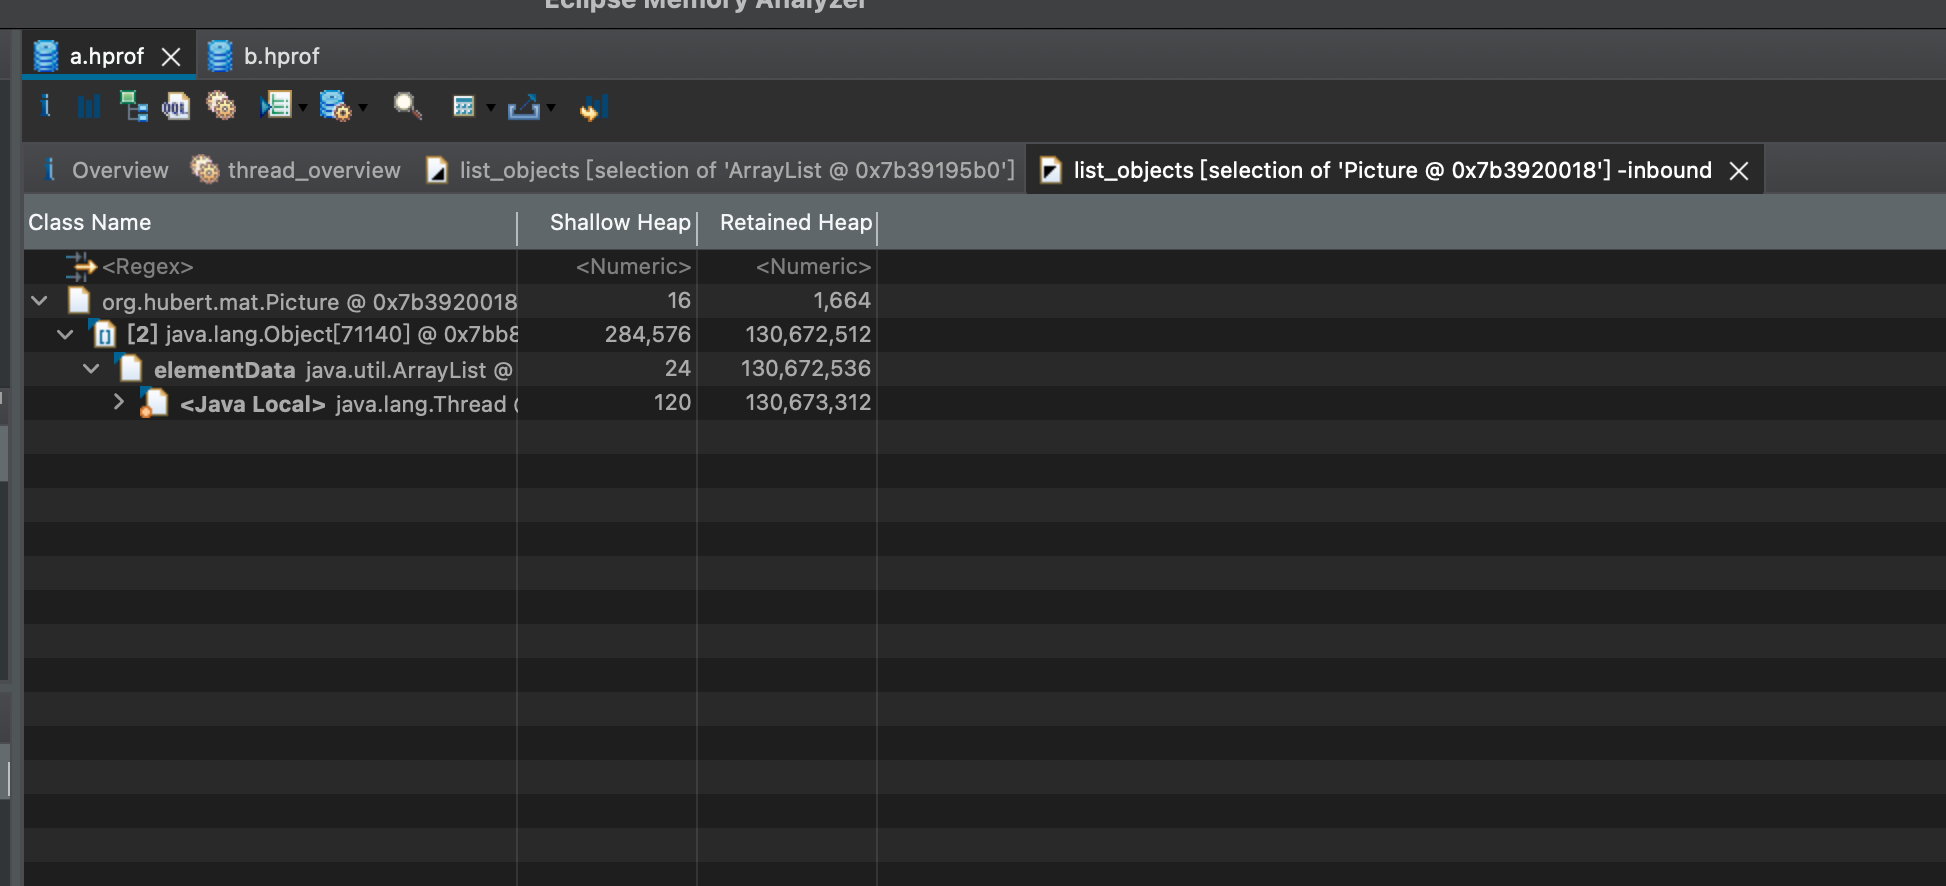 Eclipse Memory Analyzer
a.hprof b.hprof
Overview thread_overview list_objects [selection of 'ArrayList @ 0x7b39195b0'] list_objects [selection of 'Picture @ 0x7b3920018'] -inbound
Class Name Shallow Heap Retained Heap
<Regex> <Numeric> <Numeric>
org.hubert.mat.Picture @ 0x7b3920018 16 1,664
[2] java.lang.Object[71140] @ 0x7bb8 284,576 130,672,512
elementData java.util.ArrayList @ 24 130,672,536
<Java Local> java.lang.Thread 120 130,673,312